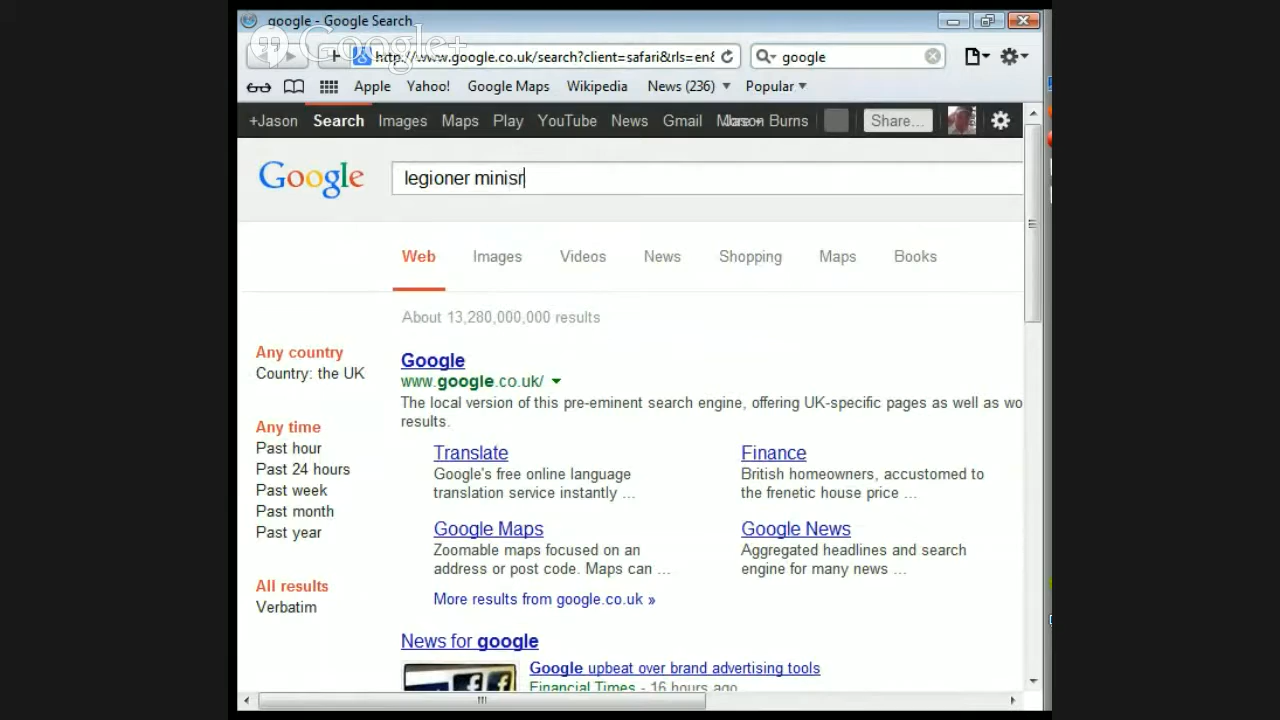 google - Google Search
Google+
http://www.google.co.uk/search?client=safari&rls=en&
google
Apple Yahoo! Google Maps Wikipedia News (236) Popular
+Jason Search Images Maps Play YouTube News Gmail Jason Burns Share...
Google
legioner minisr
Web Images Videos News Shopping Maps Books
About 13,280,000,000 results
Any country
Country: the UK
Any time
Past hour
Past 24 hours
Past week
Past month
Past year
All results
Verbatim
Google
www.google.co.uk/
The local version of this pre-eminent search engine, offering UK-specific pages as well as wo
results.
Translate
Google's free online language
translation service instantly ...
Finance
British homeowners, accustomed to
the frenetic house price ...
Google Maps
Zoomable maps focused on an
address or post code. Maps can ...
Google News
Aggregated headlines and search
engine for many news ...
More results from google.co.uk »
News for google
Google upbeat over brand advertising tools
Financial Times - 16 hours ago